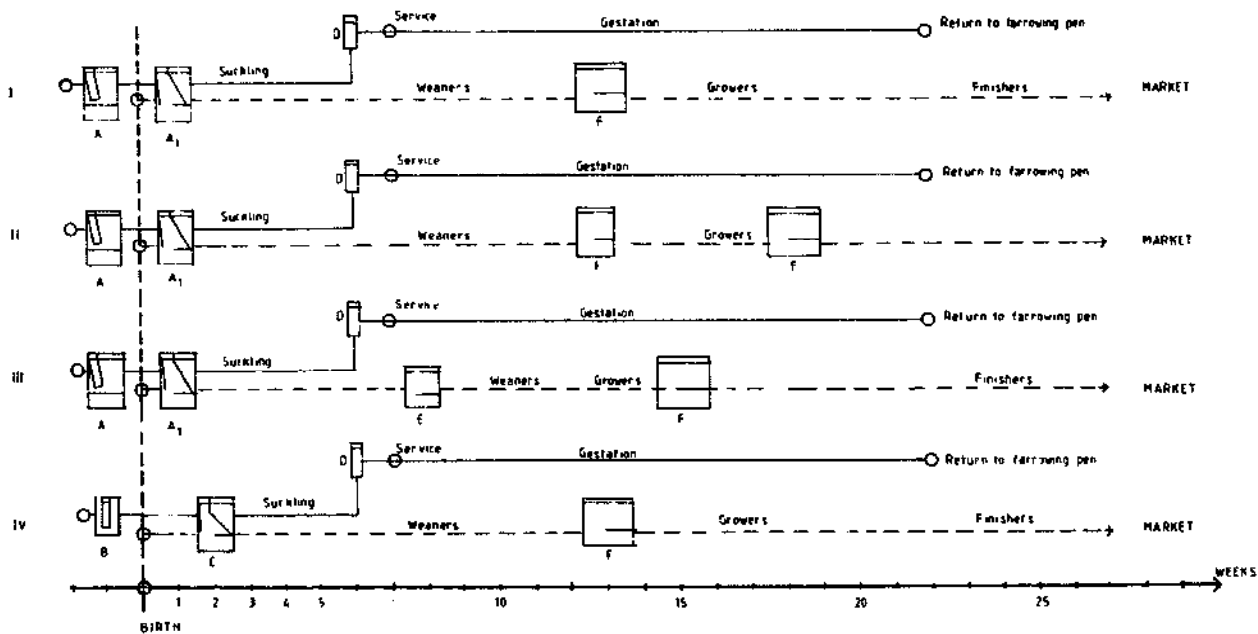 Service Gestation Return to farrowing pen
D
Suckling
I Weaners Growers Finishers MARKET
A A1 F
Service Gestation Return to farrowing pen
D
Suckling
II Weaners Growers MARKET
A A1 F F
Service Gestation Return to farrowing pen
D
Suckling
III Weaners Growers Finishers MARKET
A A1 E F
Service Gestation Return to farrowing pen
D
Suckling
IV Weaners Growers Finishers MARKET
B C F
WEEKS
1 2 3 4 5 10 15 20 25
BIRTH